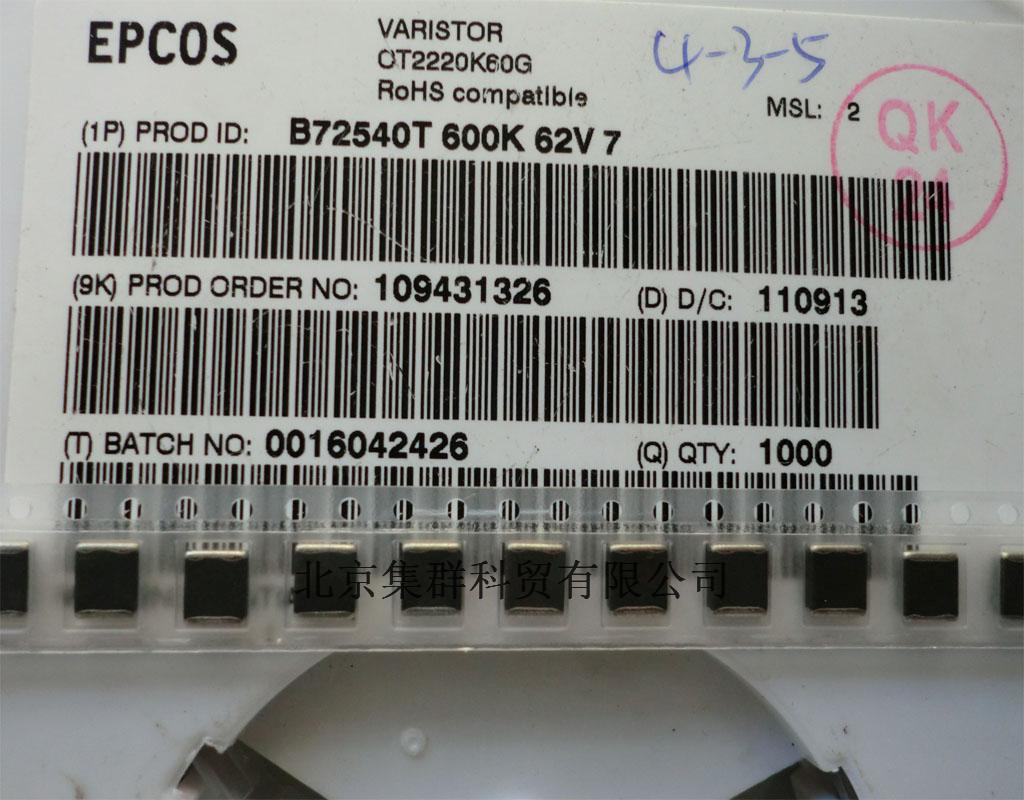 EPCOS
VARISTOR
CT2220K60G
RoHS compatible
4-3-5
MSL: 2
QK
24
(1P) PROD ID: B72540T 600K 62V 7
(9K) PROD ORDER NO: 109431326
(D) D/C: 110913
(T) BATCH NO: 0016042426
(Q) QTY: 1000
北京集群科贸有限公司